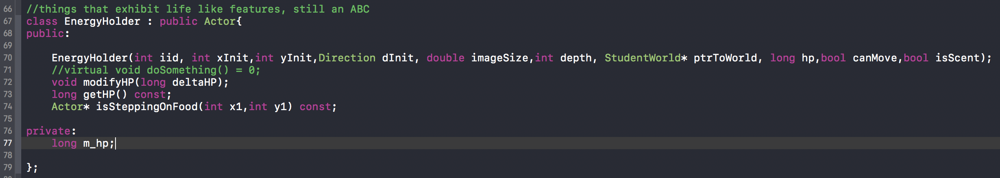 66 //things that exhibit life like features, still an ABC
67 class EnergyHolder : public Actor{
68 public:
69
70     EnergyHolder(int iid, int xInit,int yInit,Direction dInit, double imageSize,int depth, StudentWorld* ptrToWorld, long hp,bool canMove,bool isScent);
71     //virtual void doSomething() = 0;
72     void modifyHP(long deltaHP);
73     long getHP() const;
74     Actor* isSteppingOnFood(int x1,int y1) const;
75
76 private:
77     long m_hp;
78
79 };